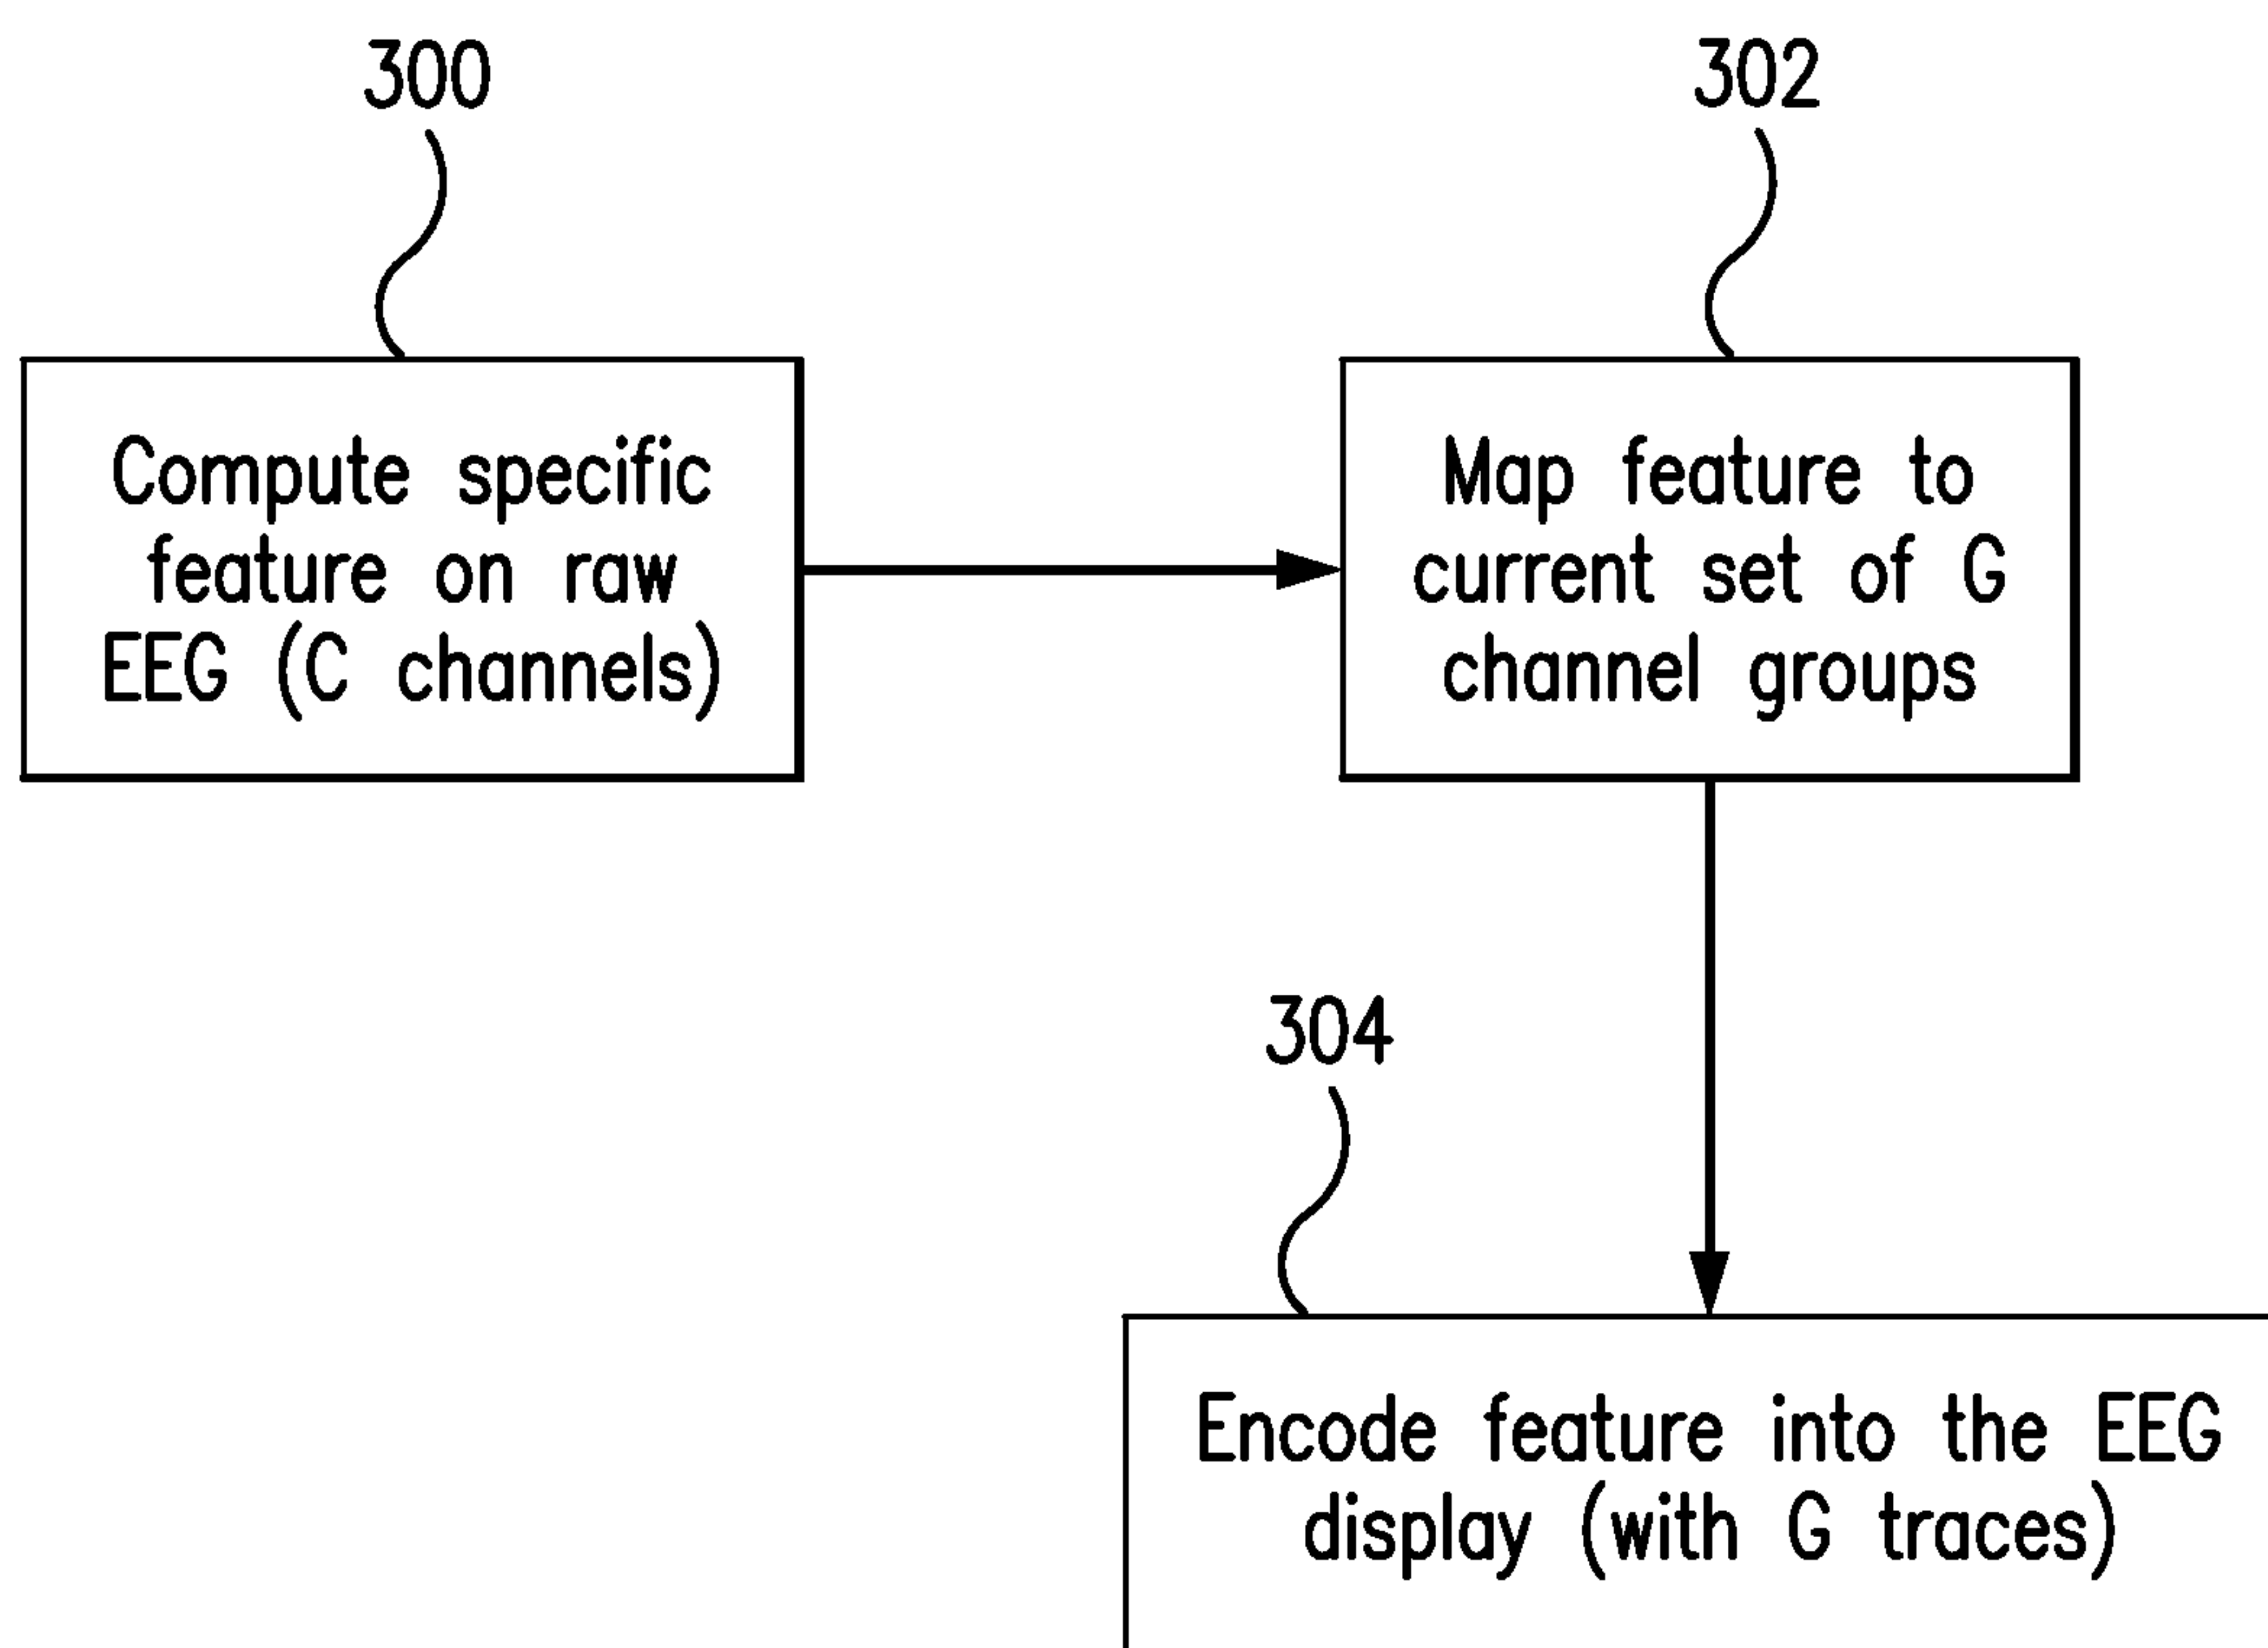 300
302
Compute specific
feature on raw
EEG (C channels)
Map feature to
current set of G
channel groups
304
Encode feature into the EEG
display (with G traces)